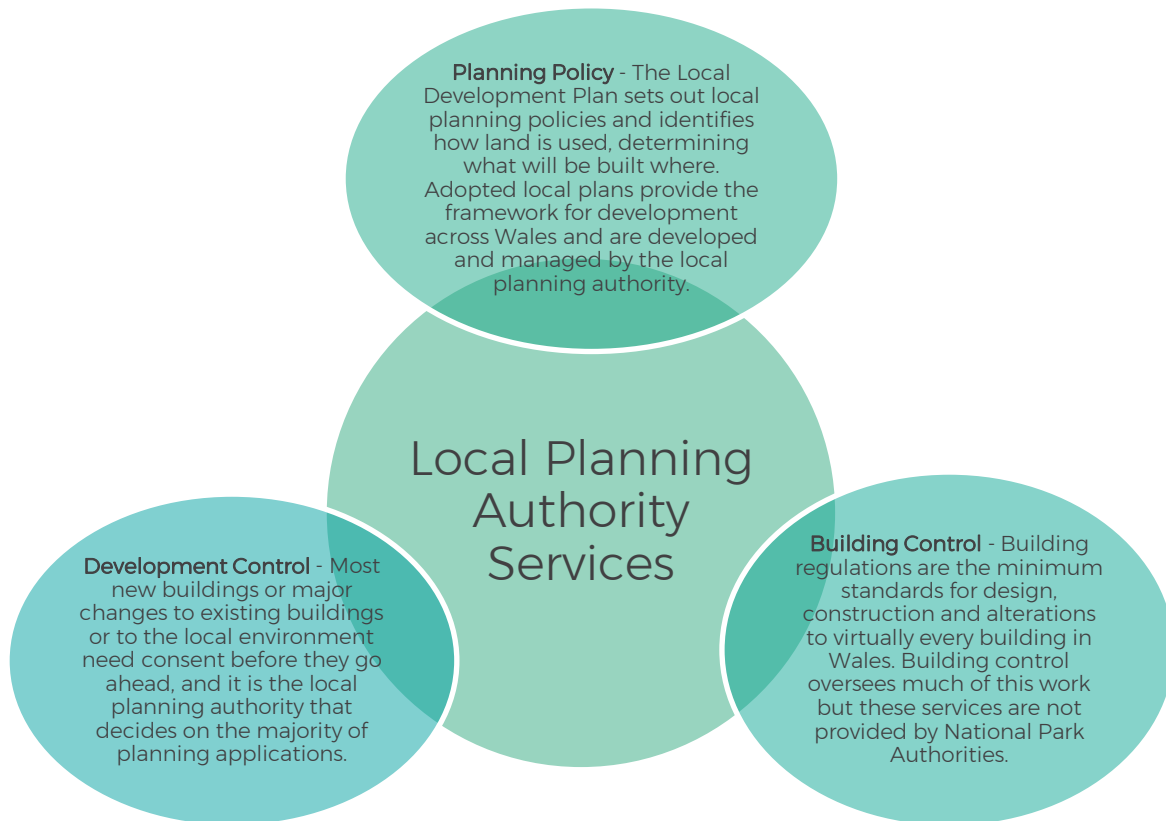 Planning Policy - The Local
Development Plan sets out local
planning policies and identifies
how land is used, determining
what will be built where.
Adopted local plans provide the
framework for development
across Wales and are developed
and managed by the local
planning authority.
Local Planning
Authority
Services
Development Control - Most
new buildings or major
changes to existing buildings
or to the local environment
need consent before they go
ahead, and it is the local
planning authority that
decides on the majority of
planning applications.
Building Control - Building
regulations are the minimum
standards for design,
construction and alterations
to virtually every building in
Wales. Building control
oversees much of this work
but these services are not
provided by National Park
Authorities.